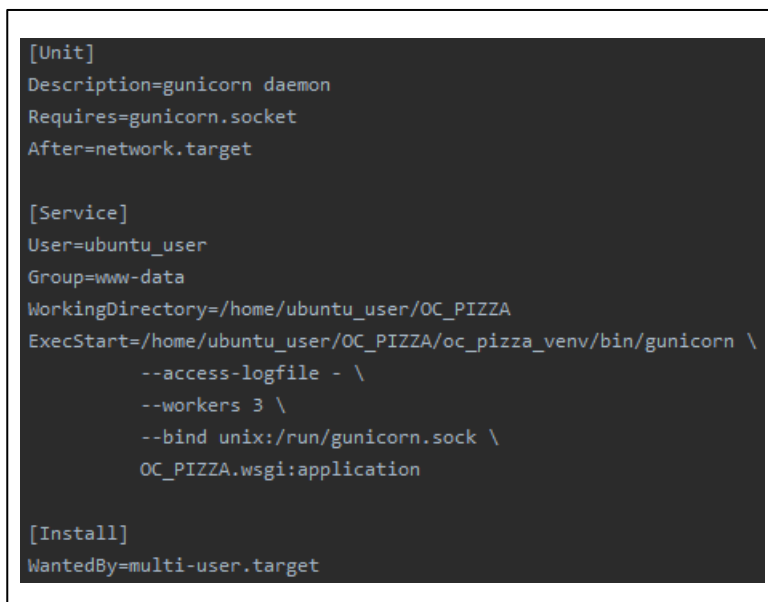 [Unit]
Description=gunicorn daemon
Requires=gunicorn.socket
After=network.target

[Service]
User=ubuntu_user
Group=www-data
WorkingDirectory=/home/ubuntu_user/OC_PIZZA
ExecStart=/home/ubuntu_user/OC_PIZZA/oc_pizza_venv/bin/gunicorn \
          --access-logfile - \
          --workers 3 \
          --bind unix:/run/gunicorn.sock \
          OC_PIZZA.wsgi:application

[Install]
WantedBy=multi-user.target